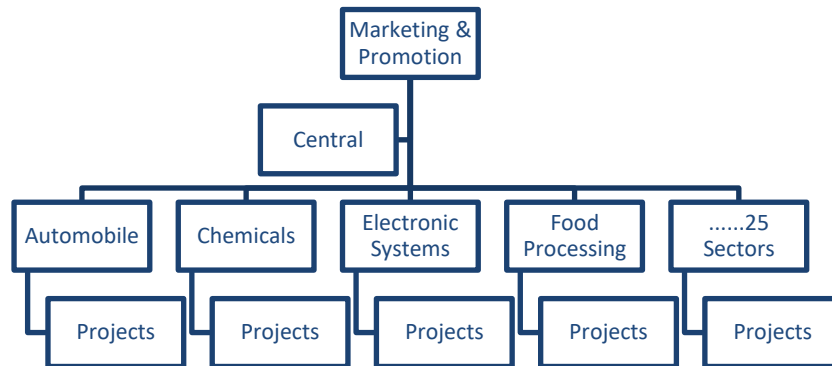 Marketing &
Promotion
Central
Automobile
Chemicals
Electronic
Systems
Food
Processing
......25
Sectors
Projects
Projects
Projects
Projects
Projects